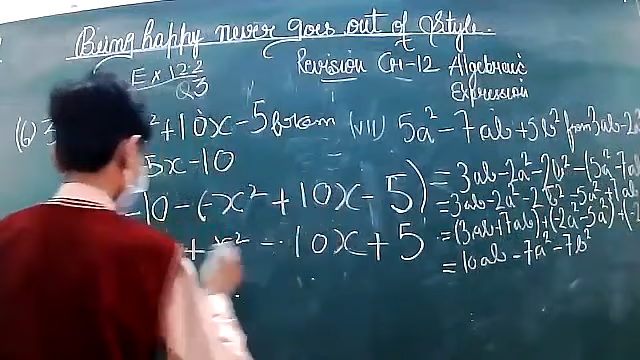 Being happy never goes out of Style.
Ex 12.2
Q3
Revision CH-12 Algebraic
Expression
(6) 3
² + 10x - 5 from
5x - 10
-10 - (-x² + 10x - 5)
+ x² - 10x + 5
(VII) 5a² - 7ab + 5b² from 3ab - 2
= 3ab - 2a² - 2b² - (5a² - 7a
= 3ab - 2a² - 2b² - 5a² + 7ab
= (3ab + 7ab) + (-2a² - 5a²) + (-2
= 10ab - 7a² - 7b²